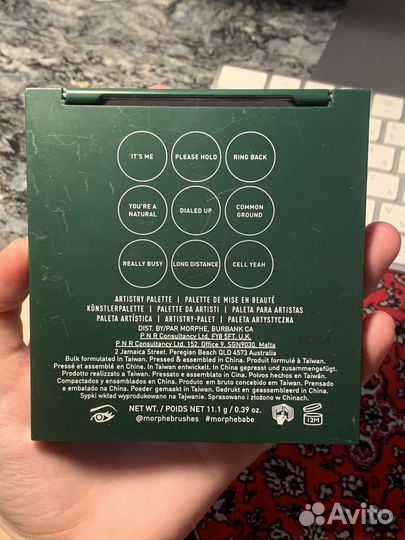 IT'S ME
PLEASE HOLD
RING BACK
YOU'RE A
NATURAL
DIALED UP
COMMON
GROUND
REALLY BUSY
LONG DISTANCE
CELL YEAH
ARTISTRY PALETTE | PALETTE DE MISE EN BEAUTÉ
KÜNSTLERPALETTE | PALETTE DA ARTISTI | PALETA PARA ARTISTAS
PALETA ARTÍSTICA | ARTISTRY-PALET | PALETA ARTYSTYCZNA
DIST. BY/PAR MORPHE, BURBANK CA
P N R Consultancy Ltd, FY8 5ET, U.K.
P N R Consultancy Ltd. 152, Office 9, SGN9030, Malta
2 Jamaica Street. Peregian Beach QLD 4573 Australia
Bulk formulated in Taiwan. Pressed & assembled in China. Produit formulé à Taïwan.
Pressé et assemblé en Chine. In Taiwan entwickelt. In China gepresst und zusammengefügt.
Prodotto realizzato a Taiwan. Pressato e assemblato in Cina. Polvos hechos en Taiwán.
Compactados y ensamblados en China. Produto em bruto concebido em Taiwan. Prensado
e embalado na China. Poeder gemaakt in Taiwan. Gedrukt en geassembleerd in China.
Sypki wkład wyprodukowano na Tajwanie. Sprasowano i złożono w Chinach.
NET WT. / POIDS NET 11.1 g / 0.39 oz.
@morphebrushes #morphebabe
12M
Avito